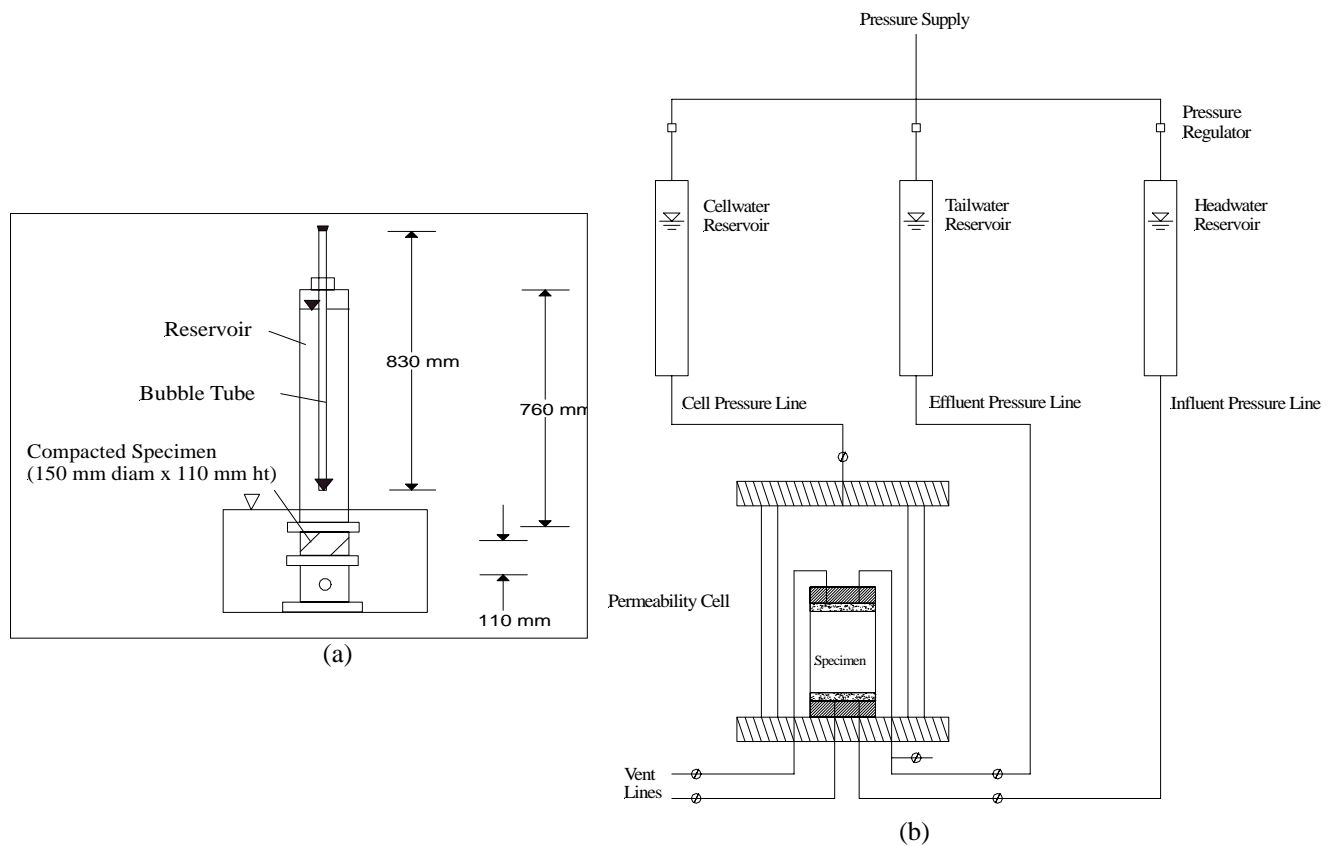 Pressure Supply
Pressure
Regulator
Cellwater
Reservoir
Tailwater
Reservoir
Headwater
Reservoir
Reservoir
830 mm
Bubble Tube
760 mm
Compacted Specimen
(150 mm diam x 110 mm ht)
110 mm
(a)
Cell Pressure Line
Effluent Pressure Line
Influent Pressure Line
Permeability Cell
Specimen
Vent
Lines
(b)